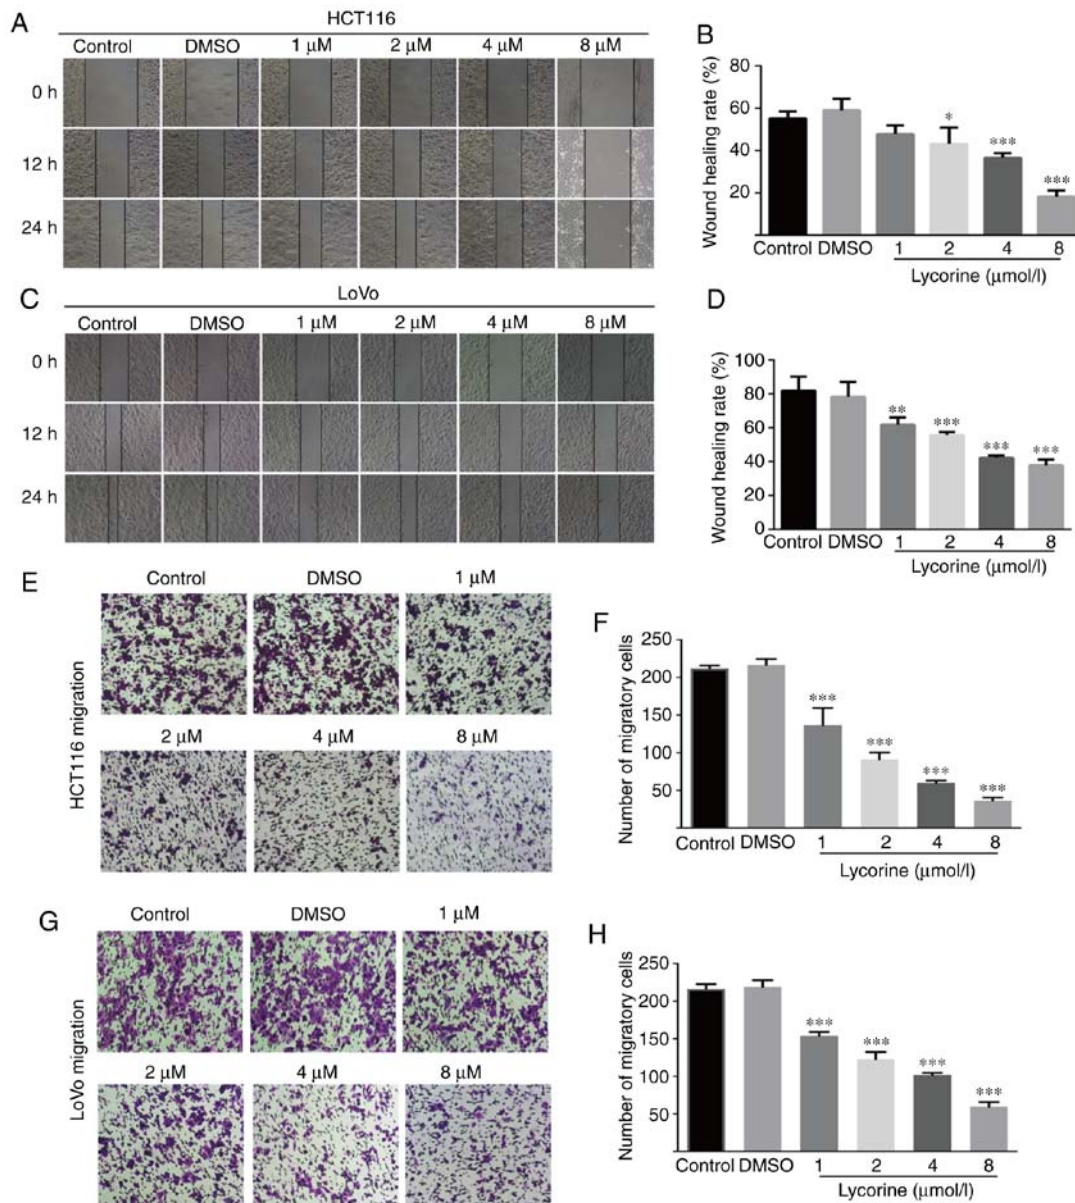 A
HCT116
Control DMSO 1 μM 2 μM 4 μM 8 μM
0 h
12 h
24 h
B
Wound healing rate (%)
80
60
40
20
*
***
***
Control DMSO 1 2 4 8
Lycorine (μmol/l)
C
LoVo
Control DMSO 1 μM 2 μM 4 μM 8 μM
0 h
12 h
24 h
D
Wound healing rate (%)
100
80
60
40
20
0
**
***
***
***
Control DMSO 1 2 4 8
Lycorine (μmol/l)
E
HCT116 migration
Control DMSO 1 μM
2 μM 4 μM 8 μM
F
Number of migratory cells
250
200
150
100
50
***
***
***
***
Control DMSO 1 2 4 8
Lycorine (μmol/l)
G
LoVo migration
Control DMSO 1 μM
2 μM 4 μM 8 μM
H
Number of migratory cells
250
200
150
100
50
***
***
***
***
Control DMSO 1 2 4 8
Lycorine (μmol/l)